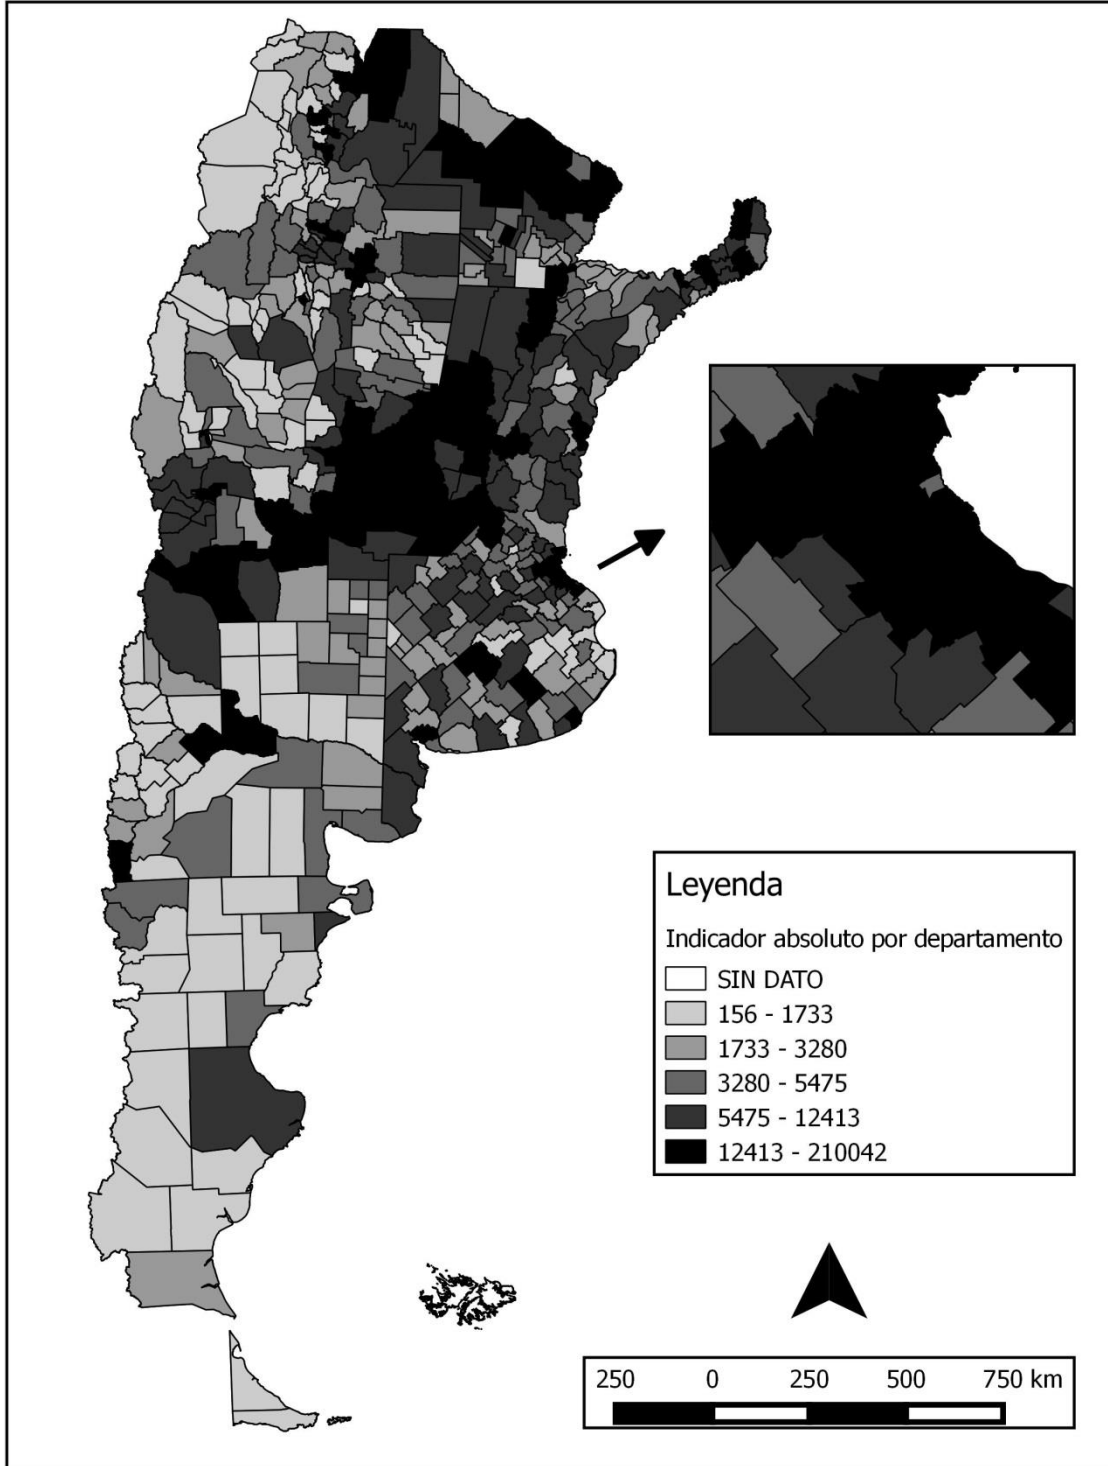 Leyenda
Indicador absoluto por departamento
SIN DATO
156 - 1733
1733 - 3280
3280 - 5475
5475 - 12413
12413 - 210042
250 0 250 500 750 km